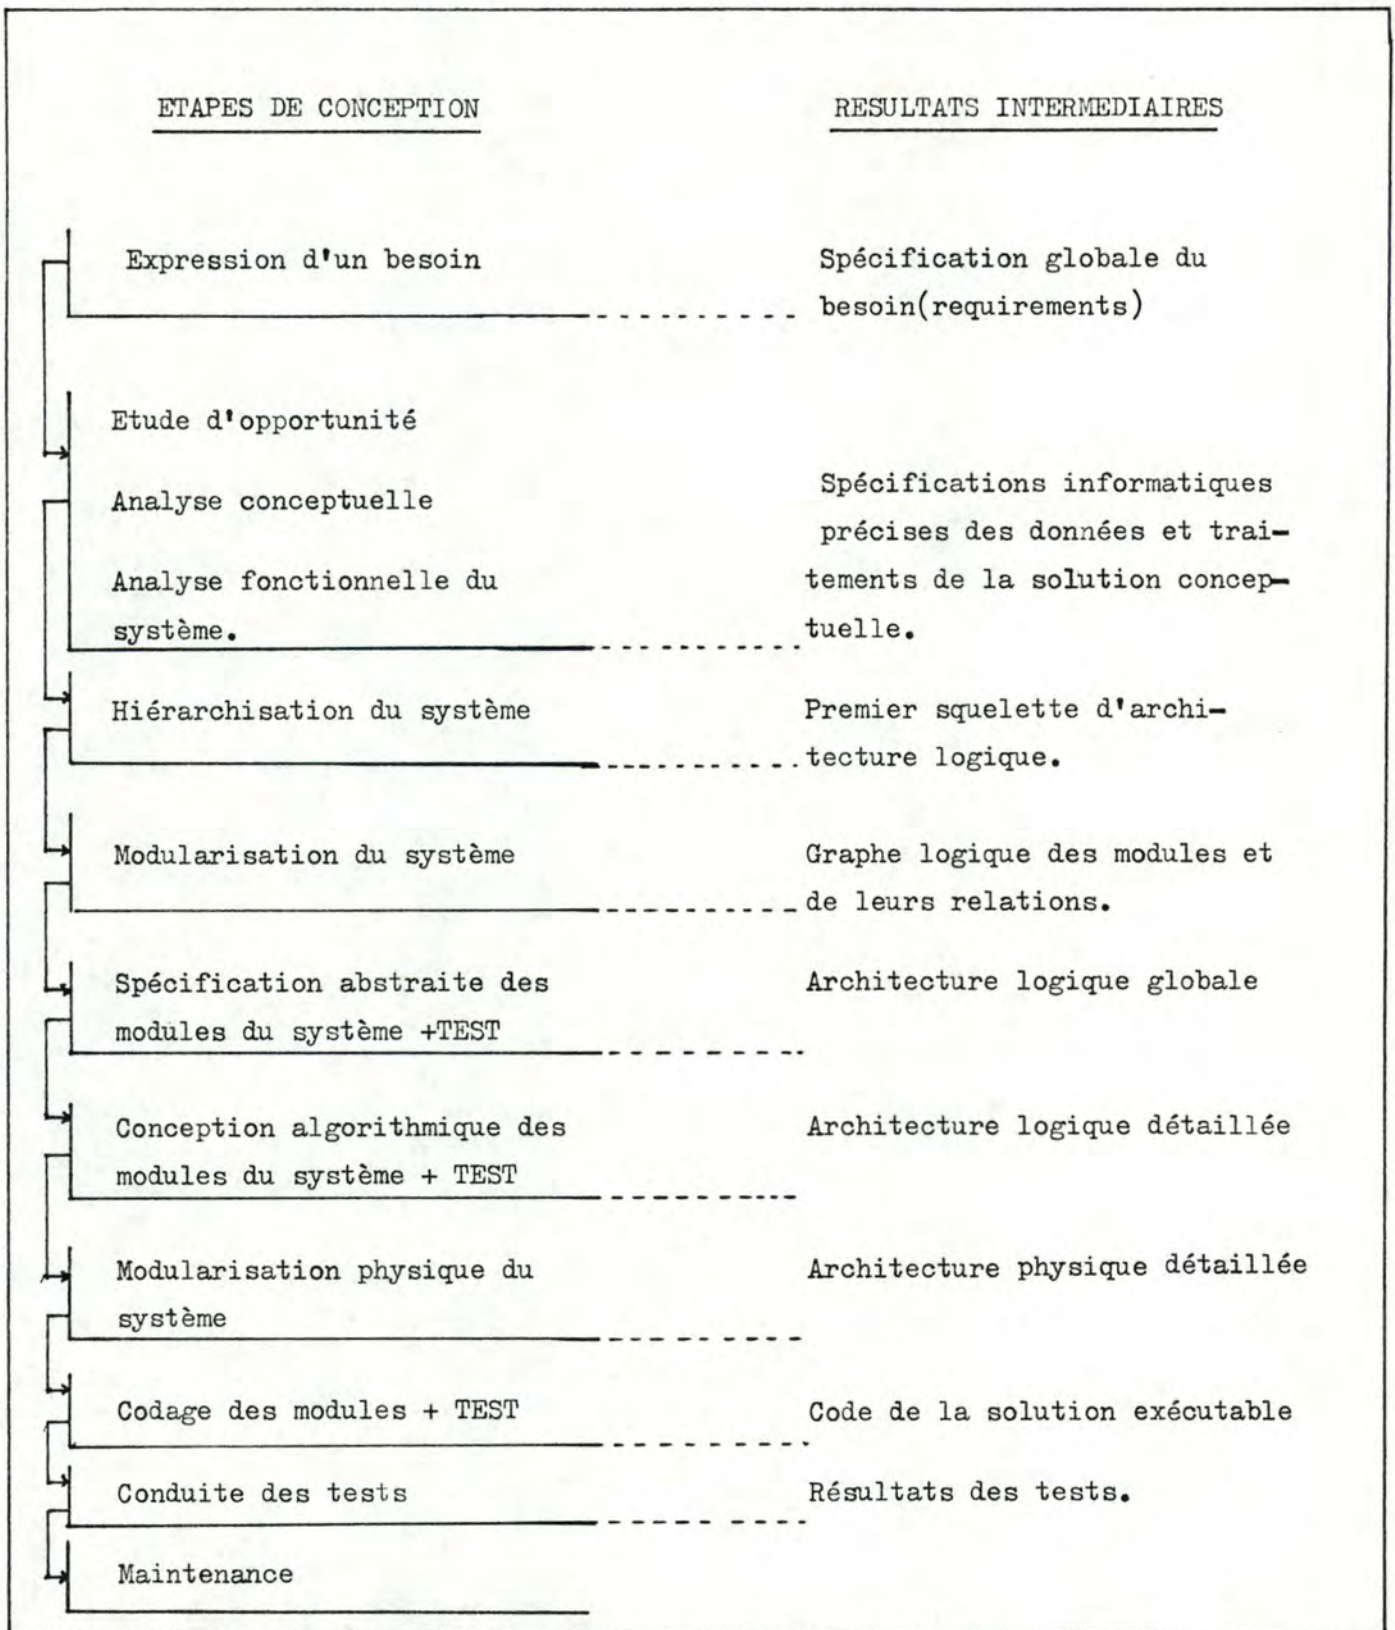 ETAPES DE CONCEPTION
RESULTATS INTERMEDIAIRES
Expression d'un besoin
Spécification globale du
besoin(requirements)
Etude d'opportunité
Analyse conceptuelle
Analyse fonctionnelle du
système.
Spécifications informatiques
précises des données et trai-
tements de la solution concep-
tuelle.
Hiérarchisation du système
Premier squelette d'archi-
tecture logique.
Modularisation du système
Graphe logique des modules et
de leurs relations.
Spécification abstraite des
modules du système +TEST
Architecture logique globale
Conception algorithmique des
modules du système + TEST
Architecture logique détaillée
Modularisation physique du
système
Architecture physique détaillée
Codage des modules + TEST
Code de la solution exécutable
Conduite des tests
Résultats des tests.
Maintenance